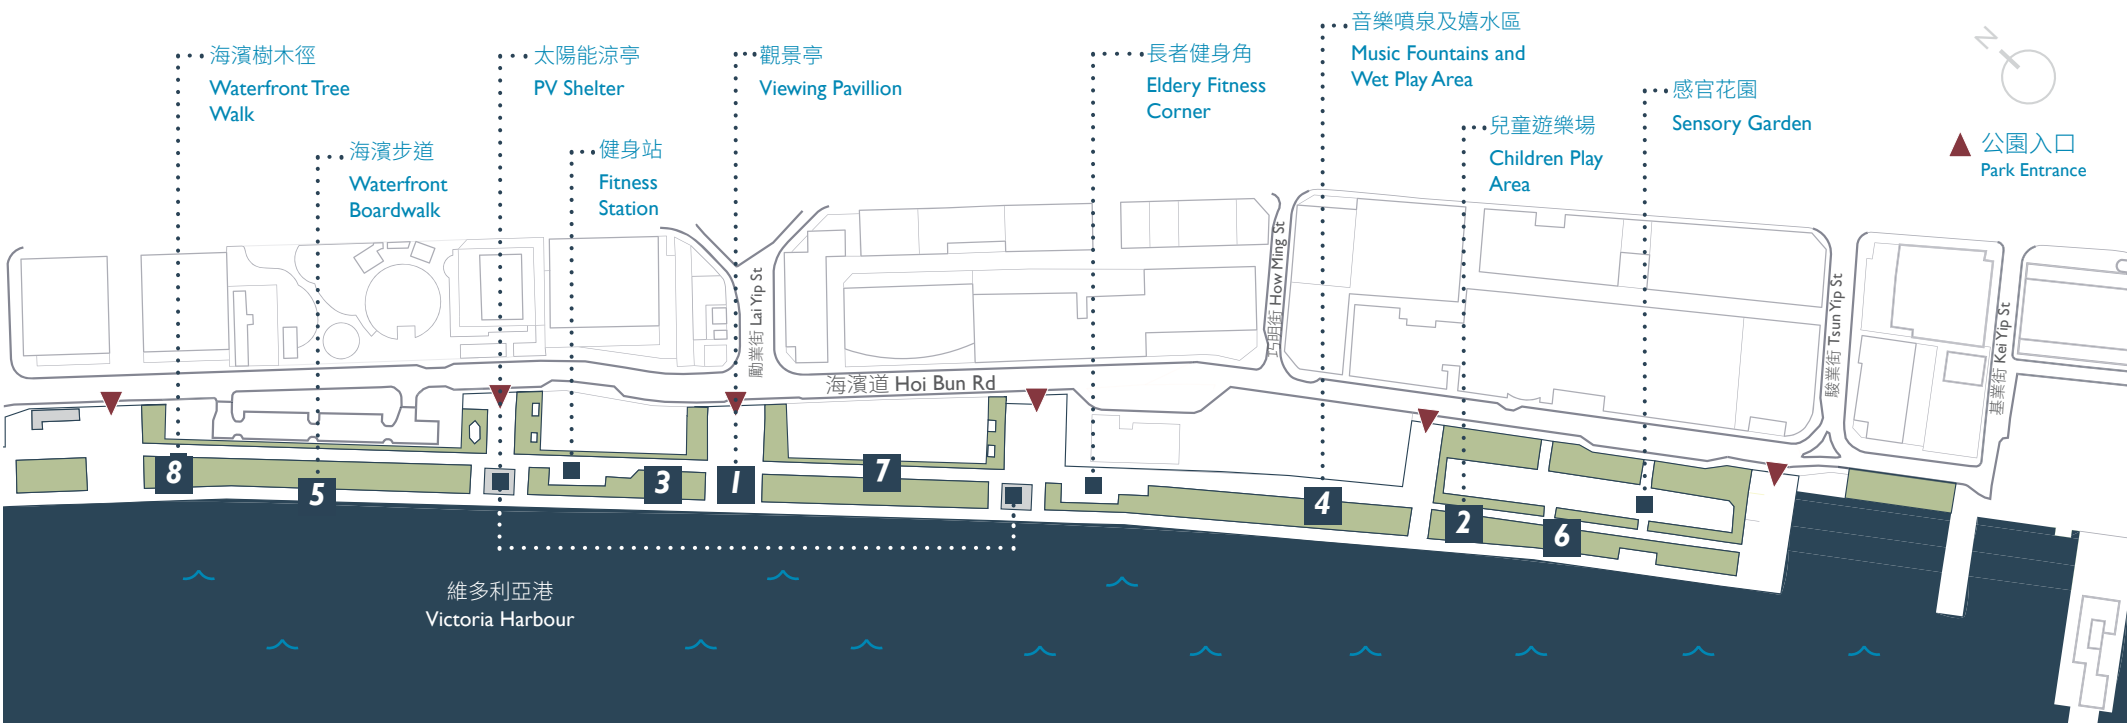 海濱樹木徑
Waterfront Tree
Walk
海濱步道
Waterfront
Boardwalk
太陽能涼亭
PV Shelter
健身站
Fitness
Station
觀景亭
Viewing Pavillion
長者健身角
Eldery Fitness
Corner
音樂噴泉及嬉水區
Music Fountains and
Wet Play Area
兒童遊樂場
Children Play
Area
感官花園
Sensory Garden
N
公園入口
Park Entrance
勵業街 Lai Yip St
巧明街 How Ming St
駿業街 Tsun Yip St
基業街 Kei Yip St
海濱道 Hoi Bun Rd
8
5
3
1
7
4
2
6
維多利亞港
Victoria Harbour